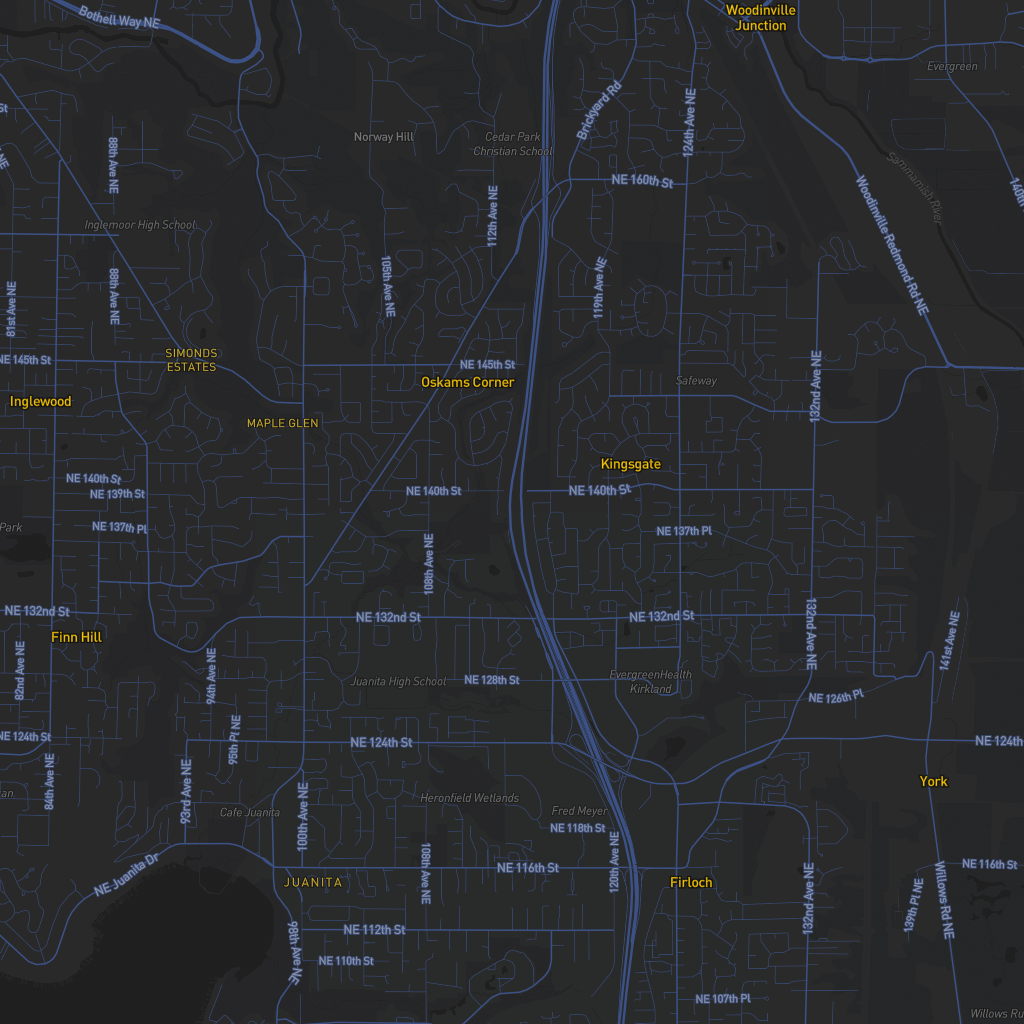 Bothell Way NE
Woodinville
Junction
Evergreen
St
Brickyard Rd
124th Ave NE
Norway Hill
Cedar Park
Christian School
88th Ave NE
NE
Sammamish River
NE 160th St
140th
112th Ave NE
Inglemoor High School
Woodinville Redmond Rd NE
88th Ave NE
105th Ave NE
119th Ave NE
81st Ave NE
NE 145th St
SIMONDS
ESTATES
NE 145th St
Oskams Corner
Safeway
132nd Ave NE
Inglewood
MAPLE GLEN
Kingsgate
NE 140th St
NE 139th St
NE 140th St
NE 140th St
Park
NE 137th Pl
NE 137th Pl
108th Ave NE
NE 132nd St
NE 132nd St
NE 132nd St
132nd Ave NE
141st Ave NE
Finn Hill
82nd Ave NE
94th Ave NE
Juanita High School
NE 128th St
EvergreenHealth
Kirkland
NE 126th Pl
NE 124th St
95th Pl NE
NE 124th St
NE 124th
84th Ave NE
93rd Ave NE
York
an
Heronfield Wetlands
Cafe Juanita
100th Ave NE
Fred Meyer
NE 118th St
NE Juanita Dr
108th Ave NE
NE 116th St
120th Ave NE
NE 116th St
JUANITA
Firloch
132nd Ave NE
139th Pl NE
Willows Rd NE
98th Ave NE
NE 112th St
NE 110th St
NE 107th Pl
Willows Ru